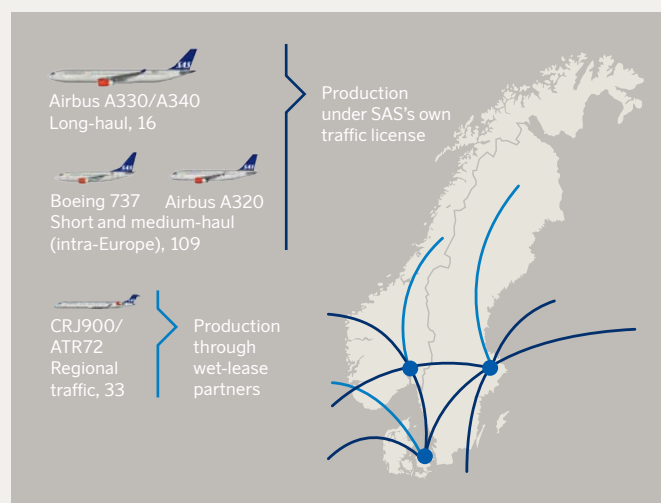 Airbus A330/A340
Long-haul, 16
Production
under SAS's own
traffic license
Boeing 737
Airbus A320
Short and medium-haul
(intra-Europe), 109
CRJ900/
ATR72
Regional
traffic, 33
Production
through
wet-lease
partners